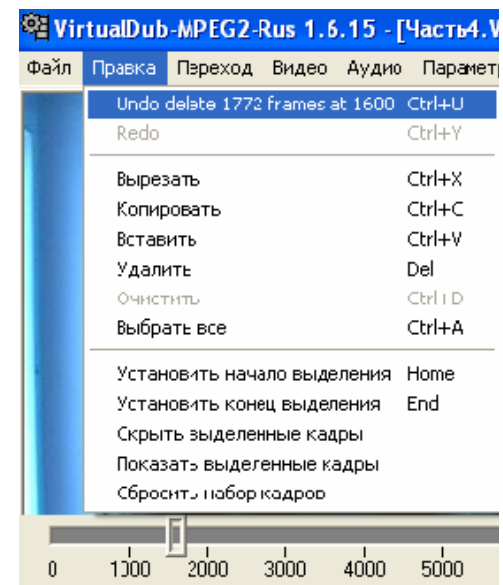 VirtualDub-MPEG2-Rus 1.6.15 - [Часть4.V
Файл Правка Переход Видео Аудио Парамет
Undo delete 1772 frames at 1600 Ctrl+U
Redo Ctrl+Y
Вырезать Ctrl+X
Копировать Ctrl+C
Вставить Ctrl+V
Удалить Del
Очистить Ctrl+D
Выбрать все Ctrl+A
Установить начало выделения Home
Установить конец выделения End
Скрыть выделенные кадры
Показать выделенные кадры
Сбросить набор кадров
0 1000 2000 3000 4000 5000